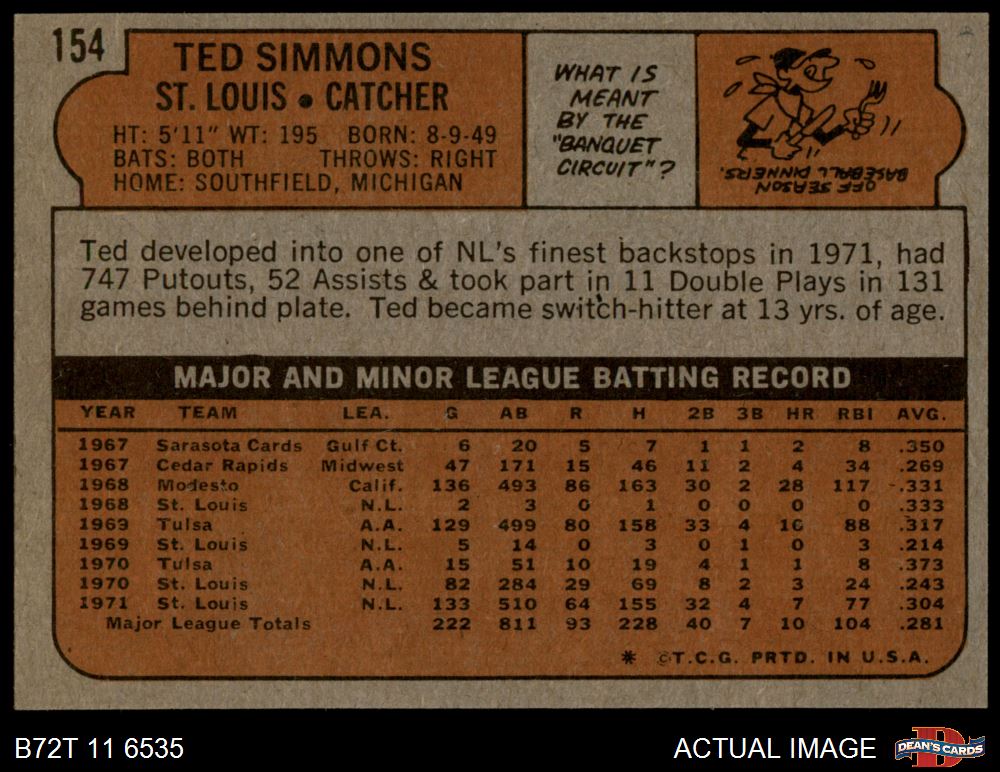 154
TED SIMMONS
ST. LOUIS • CATCHER
HT: 5'11" WT: 195 BORN: 8-9-49
BATS: BOTH THROWS: RIGHT
HOME: SOUTHFIELD, MICHIGAN
WHAT IS
MEANT
BY THE
"BANQUET
CIRCUIT"?
OFF SEASON
BASEBALL DINNERS.
Ted developed into one of NL's finest backstops in 1971, had
747 Putouts, 52 Assists & took part in 11 Double Plays in 131
games behind plate. Ted became switch-hitter at 13 yrs. of age.
MAJOR AND MINOR LEAGUE BATTING RECORD
YEAR TEAM LEA. G AB R H 2B 3B HR RBI AVG.
1967 Sarasota Cards Gulf Ct. 6 20 5 7 1 1 2 8 .350
1967 Cedar Rapids Midwest 47 171 15 46 11 2 4 34 .269
1968 Modesto Calif. 136 493 86 163 30 2 28 117 .331
1968 St. Louis N.L. 2 3 0 1 0 0 0 0 .333
1969 Tulsa A.A. 129 499 80 158 33 4 16 88 .317
1969 St. Louis N.L. 5 14 0 3 0 1 0 3 .214
1970 Tulsa A.A. 15 51 10 19 4 1 1 8 .373
1970 St. Louis N.L. 82 284 29 69 8 2 3 24 .243
1971 St. Louis N.L. 133 510 64 155 32 4 7 77 .304
Major League Totals 222 811 93 228 40 7 10 104 .281
* ©T.C.G. PRTD. IN U.S.A.
B72T 11 6535
ACTUAL IMAGE
D
DEAN'S CARDS